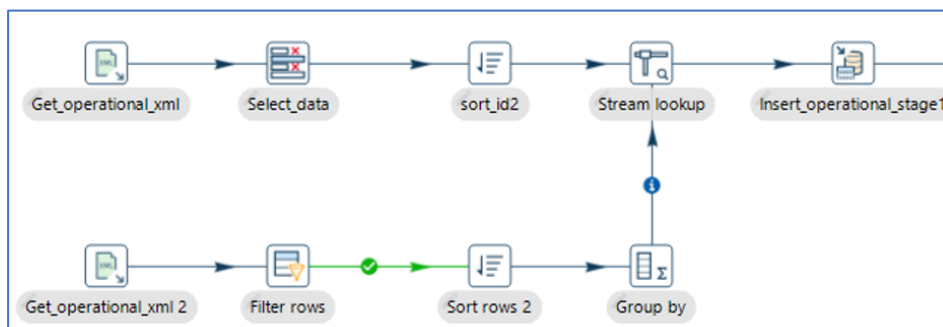 Get_operational_xml
Select_data
sort_id2
Stream lookup
Insert_operational_stage1
Get_operational_xml 2
Filter rows
Sort rows 2
Group by